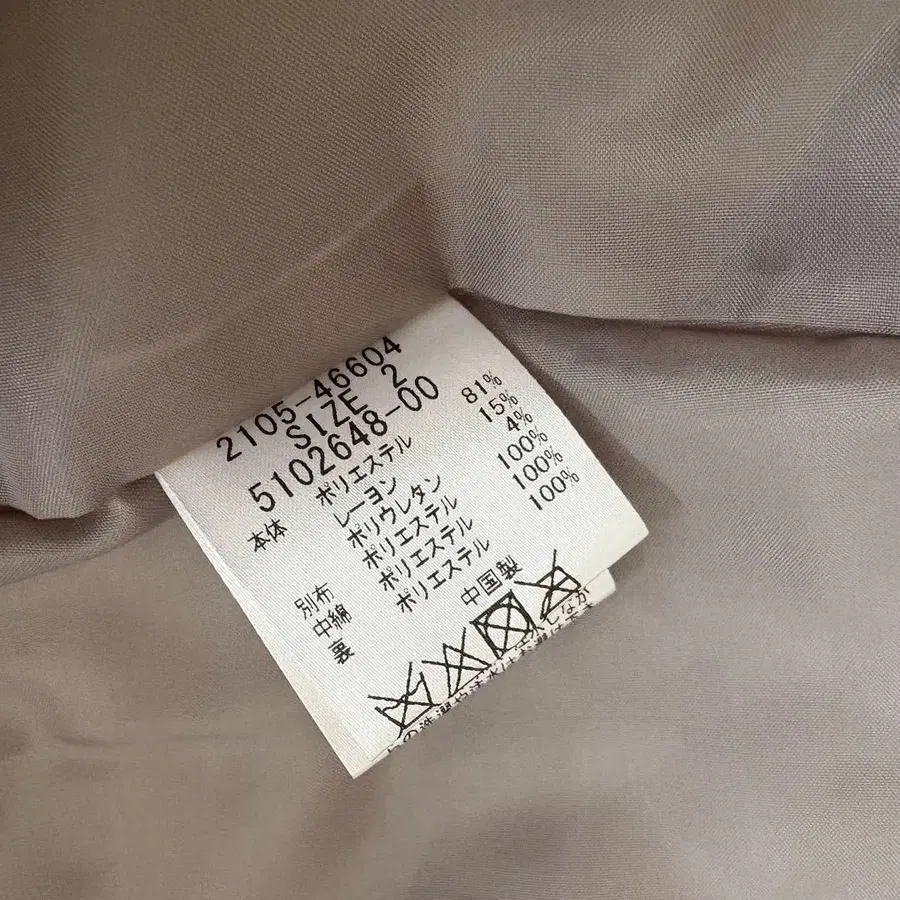 2105-46604
SIZE 2
5102648-00
本体 ポリエステル 81%
レーヨン 15%
ポリウレタン 4%
別布 ポリエステル 100%
中綿 ポリエステル 100%
裏 ポリエステル 100%
中国製